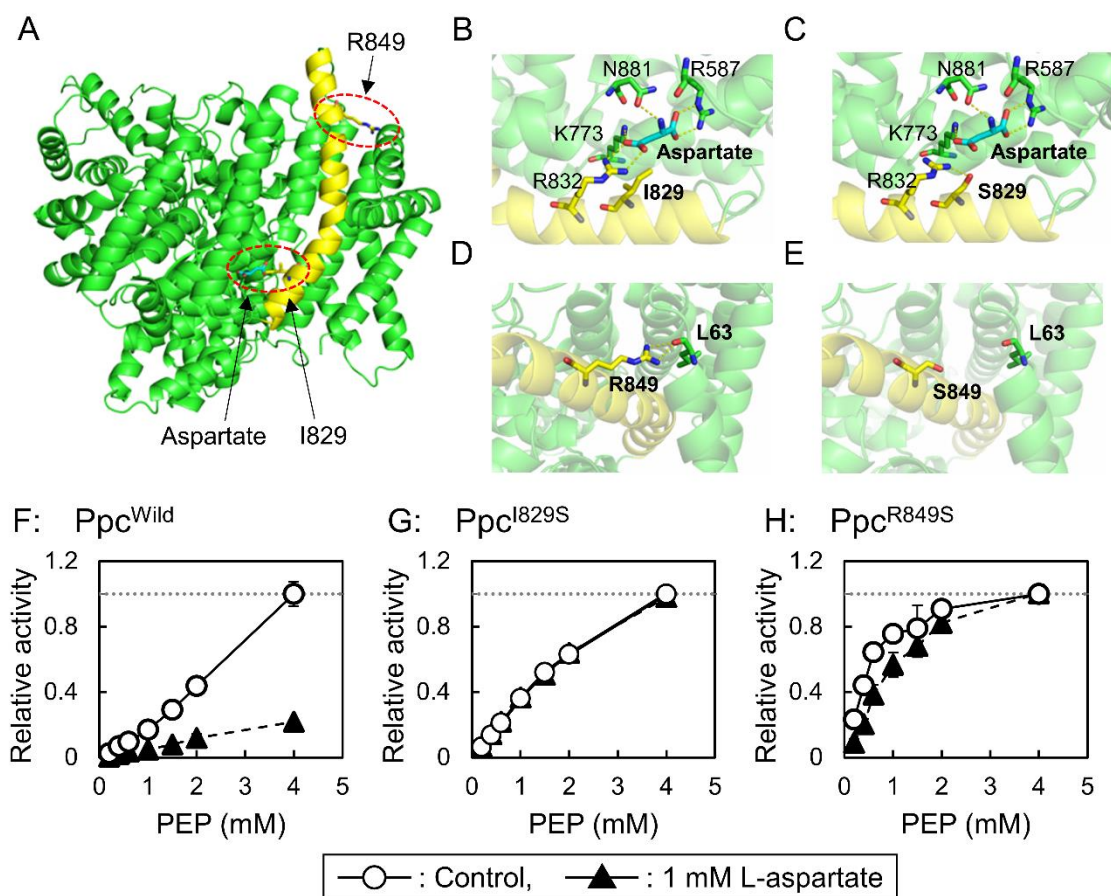 A
R849
Aspartate
I829
B
N881
R587
K773
Aspartate
R832
I829
C
N881
R587
K773
Aspartate
R832
S829
D
L63
R849
E
L63
S849
F: Ppc^Wild
Relative activity
1.2
0.8
0.4
0
0 1 2 3 4 5
PEP (mM)
G: Ppc^I829S
Relative activity
1.2
0.8
0.4
0
0 1 2 3 4 5
PEP (mM)
H: Ppc^R849S
Relative activity
1.2
0.8
0.4
0
0 1 2 3 4 5
PEP (mM)
: Control, : 1 mM L-aspartate